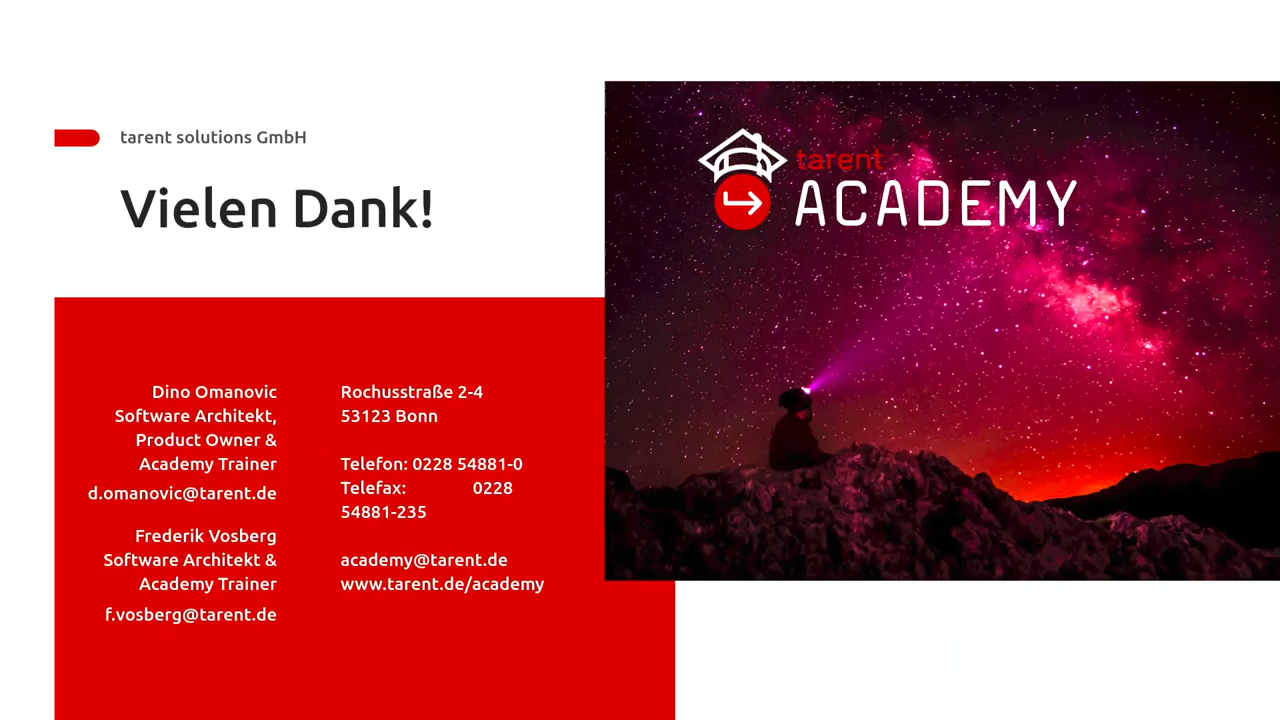 tarent solutions GmbH
Vielen Dank!
tarent
ACADEMY
Dino Omanovic
Software Architekt,
Product Owner &
Academy Trainer
d.omanovic@tarent.de
Frederik Vosberg
Software Architekt &
Academy Trainer
f.vosberg@tarent.de
Rochusstraße 2-4
53123 Bonn
Telefon: 0228 54881-0
Telefax: 0228
54881-235
academy@tarent.de
www.tarent.de/academy